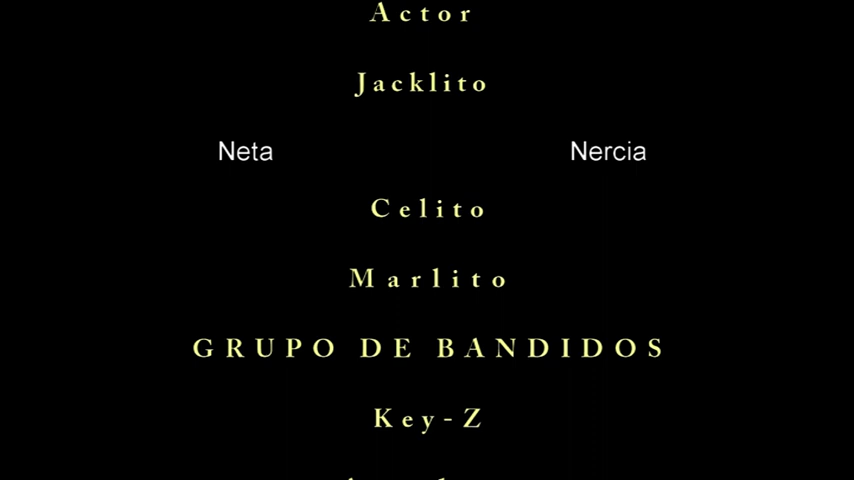 Actor
Jacklito
Neta Nercia
Celito
Marlito
GRUPO DE BANDIDOS
Key-Z